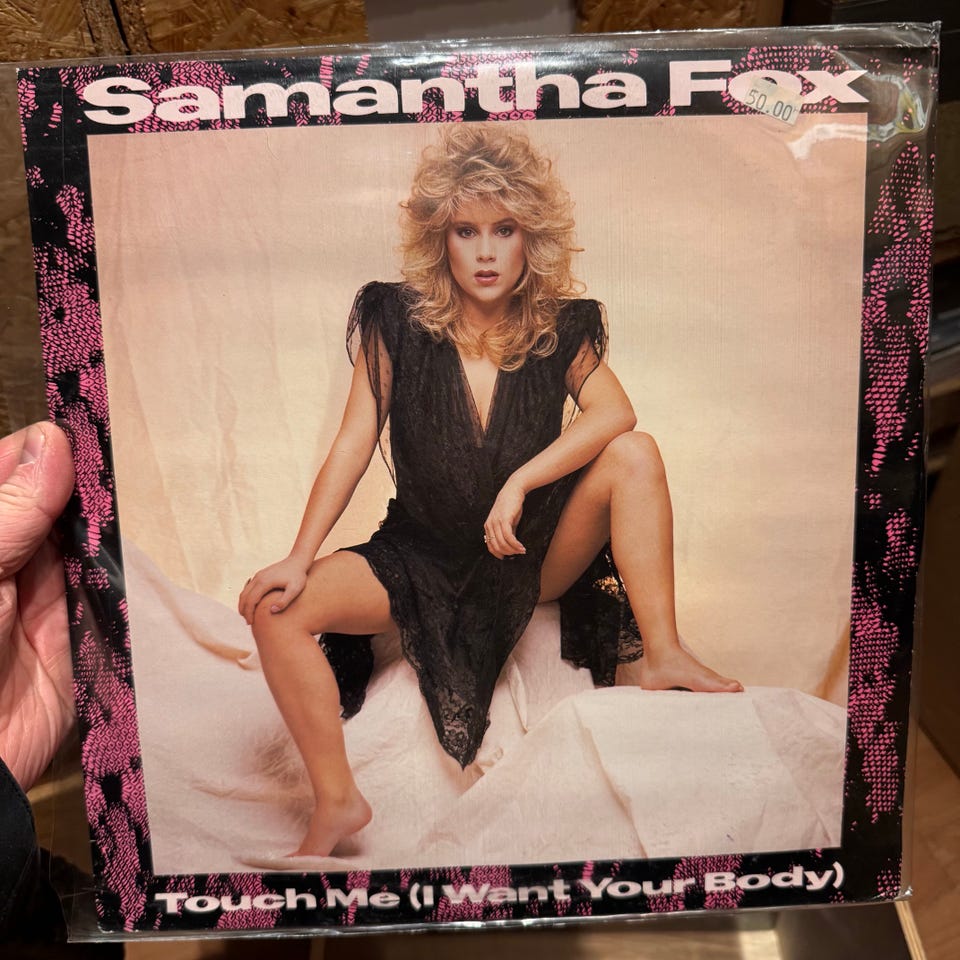 Samantha Fox
50.00
Touch Me (I Want Your Body)